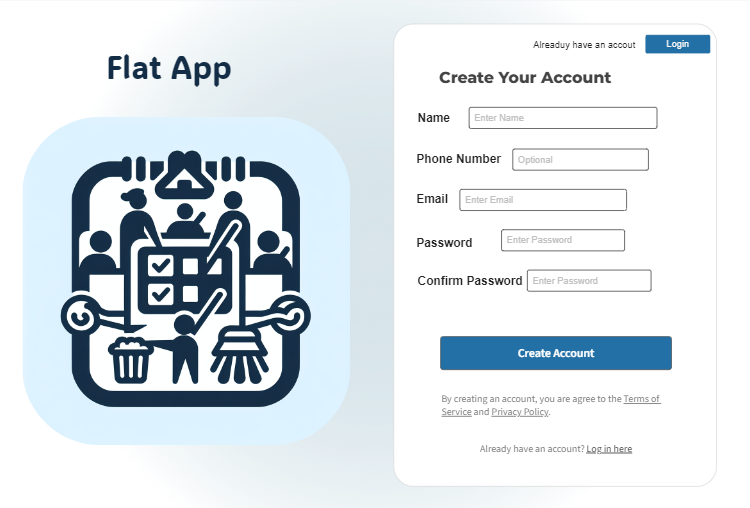 Flat App
Alreaduy have an accout
Login
Create Your Account
Name
Enter Name
Phone Number
Optional
Email
Enter Email
Password
Enter Password
Confirm Password
Enter Password
Create Account
By creating an account, you are agree to the Terms of
Service and Privacy Policy.
Already have an account? Log in here